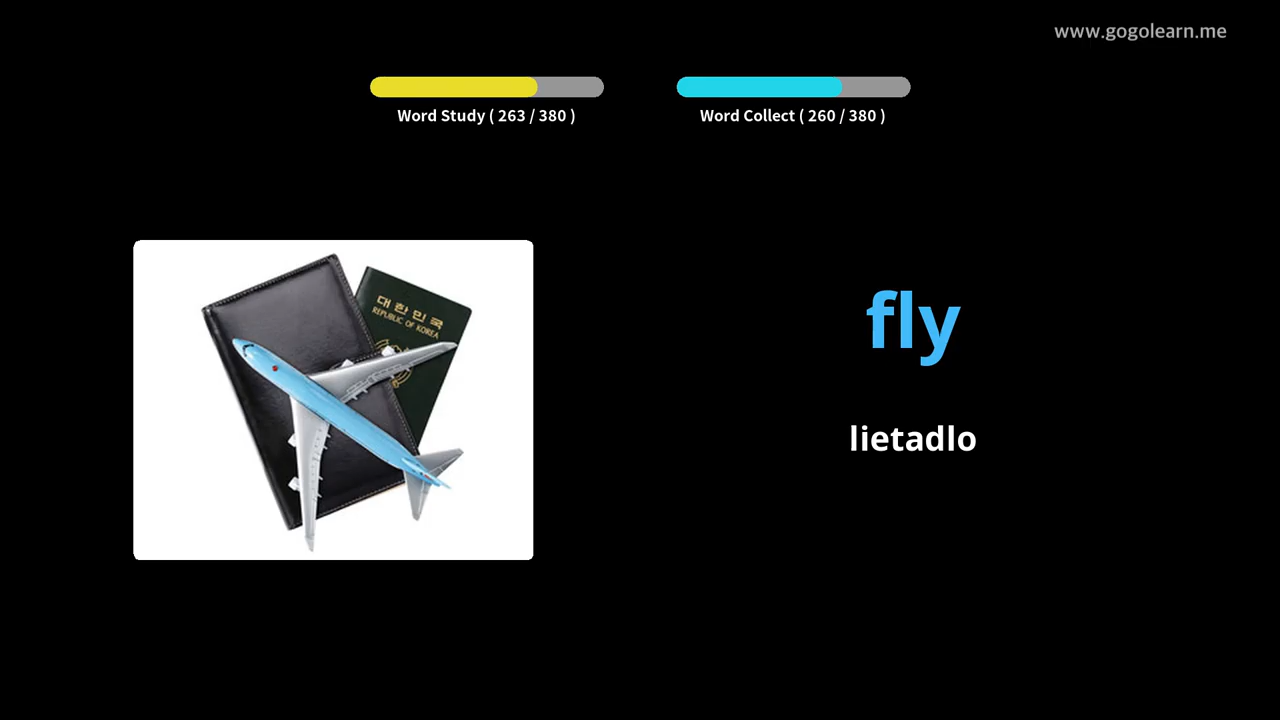 www.gogolearn.me
Word Study ( 263 / 380 )
Word Collect ( 260 / 380 )
대한민국
REPUBLIC OF KOREA
fly
lietadlo